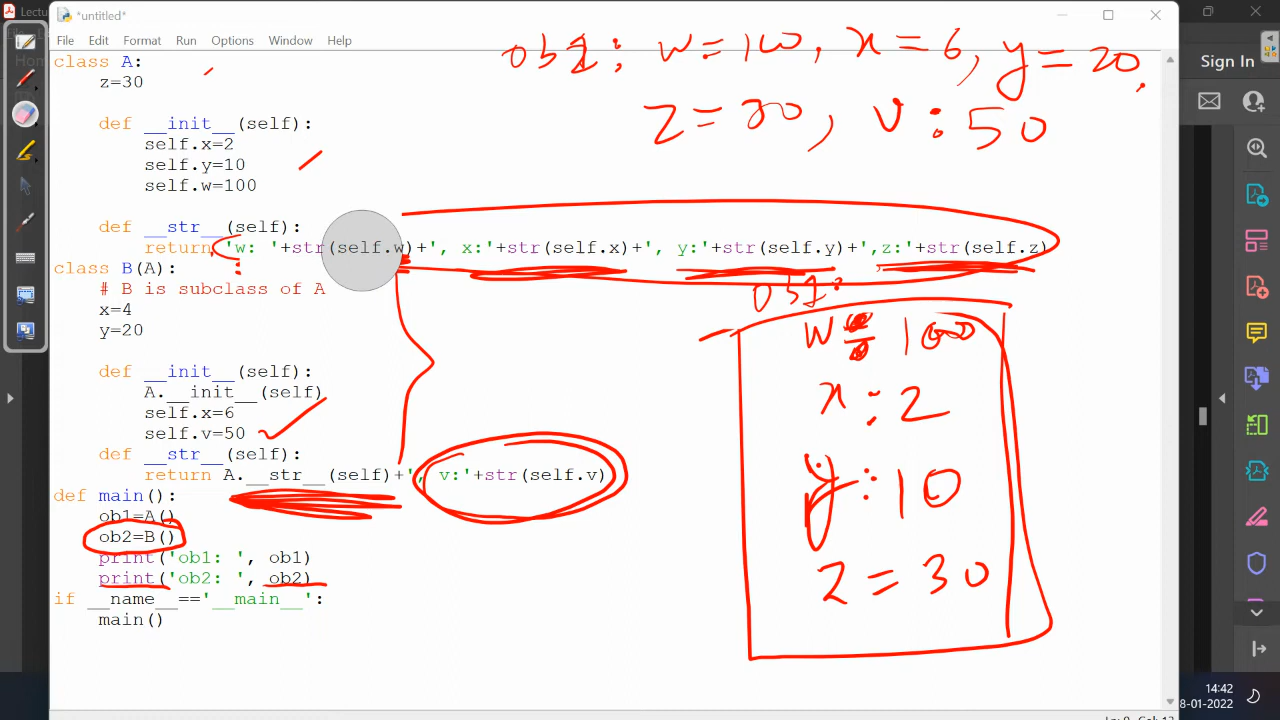 Lectu
*untitled*
File Edit Format Run Options Window Help
Sign In
ob2: w=100, x=6, y=20,
z=30, v:50
class A:
    z=30
    def __init__(self):
        self.x=2
        self.y=10
        self.w=100
    def __str__(self):
        return 'w: '+str(self.w)+', x:'+str(self.x)+', y:'+str(self.y)+',z:'+str(self.z)
class B(A):
    # B is subclass of A
    x=4
    y=20
    def __init__(self):
        A.__init__(self)
        self.x=6
        self.v=50
    def __str__(self):
        return A.__str__(self)+', v:'+str(self.v)
def main():
    ob1=A()
    ob2=B()
    print('ob1: ', ob1)
    print('ob2: ', ob2)
if __name__=='__main__':
    main()
x:2
y:10
z=30
14:42
8-01-2022